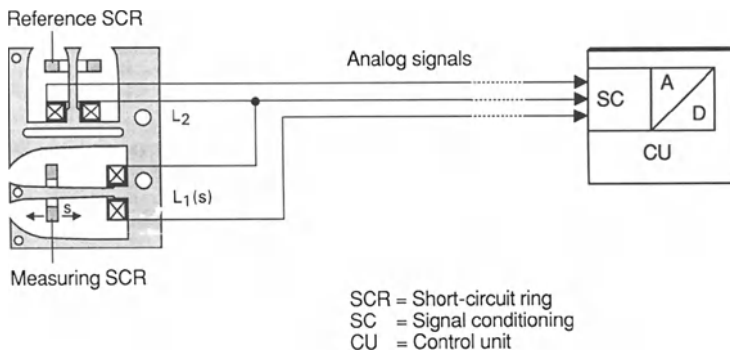 Reference SCR
Analog signals
SC
A
D
CU
L2
L1(s)
s
Measuring SCR
SCR = Short-circuit ring
SC = Signal conditioning
CU = Control unit